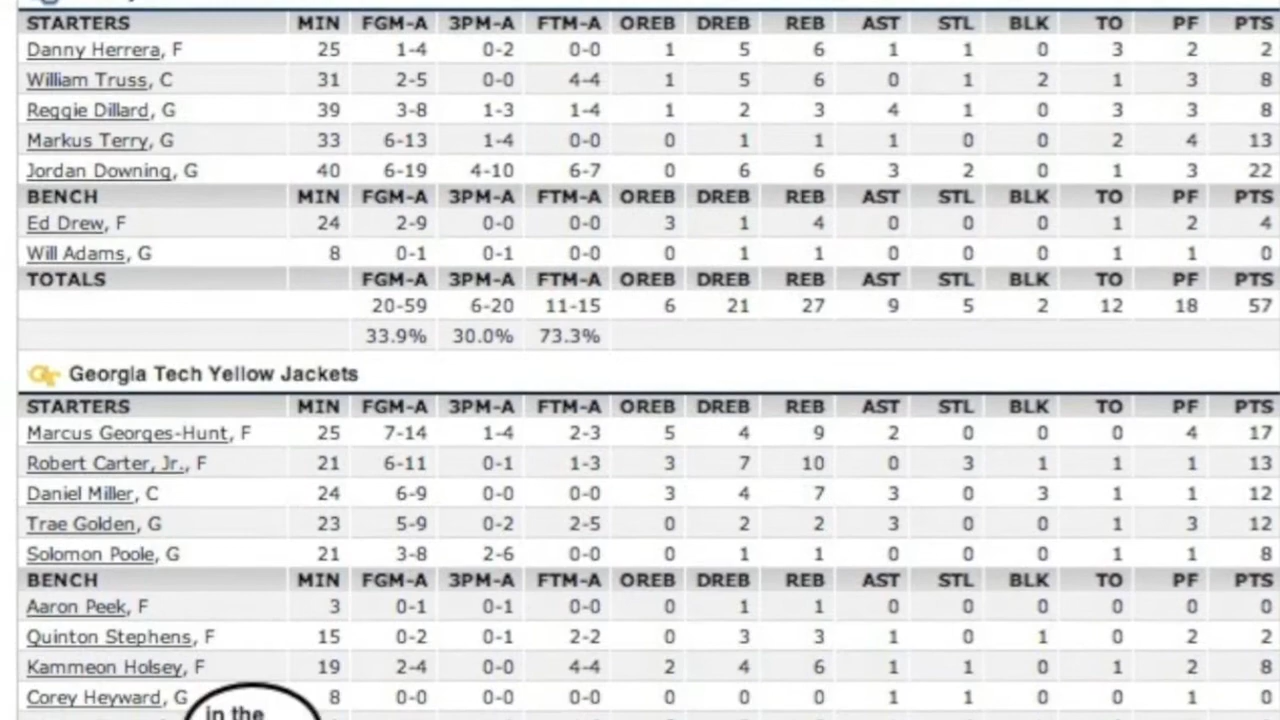 STARTERS MIN FGM-A 3PM-A FTM-A OREB DREB REB AST STL BLK TO PF PTS
Danny Herrera, F 25 1-4 0-2 0-0 1 5 6 1 1 0 3 2 2
William Truss, C 31 2-5 0-0 4-4 1 5 6 0 1 2 1 3 8
Reggie Dillard, G 39 3-8 1-3 1-4 1 2 3 4 1 0 3 3 8
Markus Terry, G 33 6-13 1-4 0-0 0 1 1 1 0 0 2 4 13
Jordan Downing, G 40 6-19 4-10 6-7 0 6 6 3 2 0 1 3 22
BENCH MIN FGM-A 3PM-A FTM-A OREB DREB REB AST STL BLK TO PF PTS
Ed Drew, F 24 2-9 0-0 0-0 3 1 4 0 0 0 1 2 4
Will Adams, G 8 0-1 0-1 0-0 0 1 1 0 0 0 1 1 0
TOTALS FGM-A 3PM-A FTM-A OREB DREB REB AST STL BLK TO PF PTS
20-59 6-20 11-15 6 21 27 9 5 2 12 18 57
33.9% 30.0% 73.3%
Georgia Tech Yellow Jackets
STARTERS MIN FGM-A 3PM-A FTM-A OREB DREB REB AST STL BLK TO PF PTS
Marcus Georges-Hunt, F 25 7-14 1-4 2-3 5 4 9 2 0 0 0 4 17
Robert Carter, Jr., F 21 6-11 0-1 1-3 3 7 10 0 3 1 1 1 13
Daniel Miller, C 24 6-9 0-0 0-0 3 4 7 3 0 3 1 1 12
Trae Golden, G 23 5-9 0-2 2-5 0 2 2 3 0 0 1 3 12
Solomon Poole, G 21 3-8 2-6 0-0 0 1 1 0 0 0 1 1 8
BENCH MIN FGM-A 3PM-A FTM-A OREB DREB REB AST STL BLK TO PF PTS
Aaron Peek, F 3 0-1 0-1 0-0 0 1 1 0 0 0 0 0 0
Quinton Stephens, F 15 0-2 0-1 2-2 0 3 3 1 0 1 0 2 2
Kammeon Holsey, F 19 2-4 0-0 4-4 2 4 6 1 1 0 1 2 8
Corey Heyward, G 8 0-0 0-0 0-0 0 0 0 1 1 0 0 1 0
in the